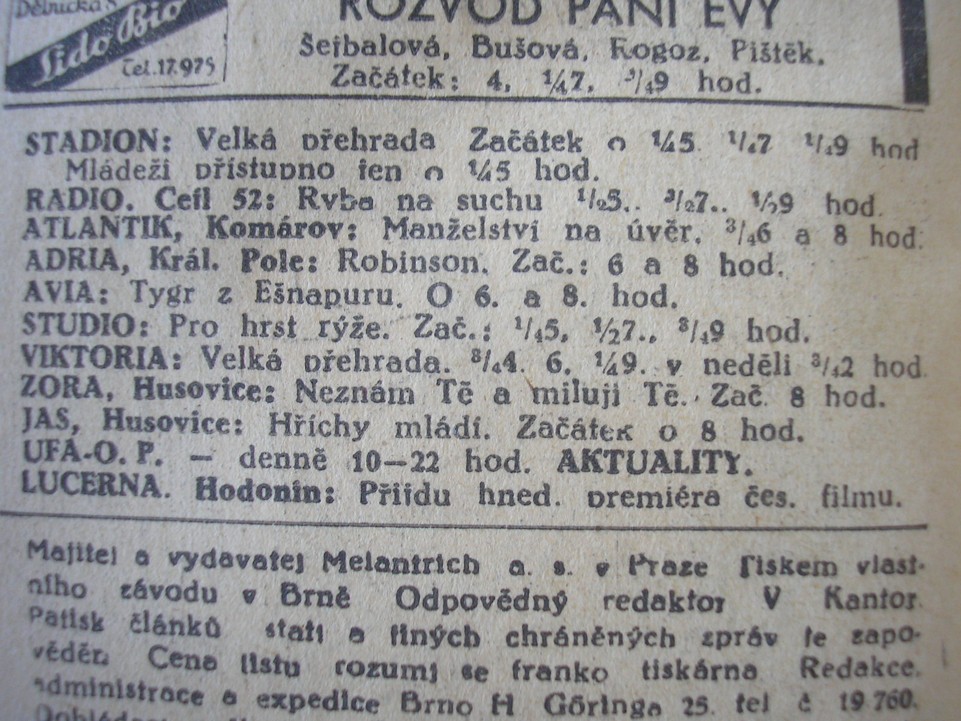 Dělnická
Lido Bio
Tel. 17.975
ROZVOD PANÍ EVY
Šejbalová, Bušová, Rogoz, Pištěk.
Začátek: 4, ¼7, ¾9 hod.
STADION: Velká přehrada Začátek o ¼5 ¼7 ¼9 hod
Mládeži přístupno jen o ¼5 hod.
RADIO. Cejl 52: Ryba na suchu ½5.. ½9 hod.
ATLANTIK, Komárov: Manželství na úvěr. ¾6 a 8 hod.
ADRIA, Král. Pole: Robinson. Zač.: 6 a 8 hod.
AVIA: Tygr z Ešnapuru. O 6. a 8. hod.
STUDIO: Pro hrst rýže. Zač.: ¼5, ½7., ¾9 hod.
VIKTORIA: Velká přehrada. ¾4. 6, ¼9. v neděli ¾2 hod.
ZORA, Husovice: Neznám Tě a miluji Tě. Zač. 8 hod.
JAS, Husovice: Hříchy mládí. Začátek o 8 hod.
UFA-O. P. — denně 10—22 hod. AKTUALITY.
LUCERNA. Hodonín: Přijdu hned. premiéra čes. filmu.
Majitel a vydavatel Melantrich a. s. v Praze Tiskem vlast-
ního závodu v Brně Odpovědný redaktor V Kantor.
Patisk článků statí a jiných chráněných zpráv je zapo-
vězen. Cena listu rozumí se franko tiskárna Redakce.
administrace a expedice Brno H Göringa 25. tel č 19 760.